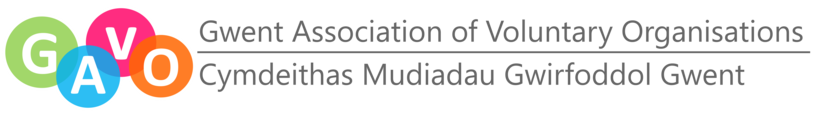 GAVO
Gwent Association of Voluntary Organisations
Cymdeithas Mudiadau Gwirfoddol Gwent